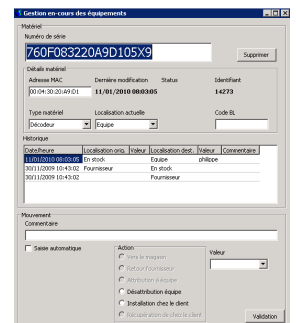 Gestion en-cours des équipements
Matériel
Numéro de série
760F083220A9D105X9
Supprimer
Détails matériel
Adresse MAC Dernière modification Status Identifiant
00:04:30:20:A9:D1 11/01/2010 08:03:05 14273
Type matériel Localisation actuelle Code BL
Décodeur Equipe
Historique
Date/heure Localisation orig. Valeur Localisation dest. Valeur Commentaire
11/01/2010 08:03:05 En stock Equipe philippe
30/11/2009 10:43:02 Fournisseur En stock
30/11/2009 10:43:02 Fournisseur
Mouvement
Commentaire
Saisie automatique
Action
Valeur
Vers le magasin
Retour fournisseur
Attribution à équipe
Désattribution équipe
Installation chez le client
Récupération de chez le client
Validation